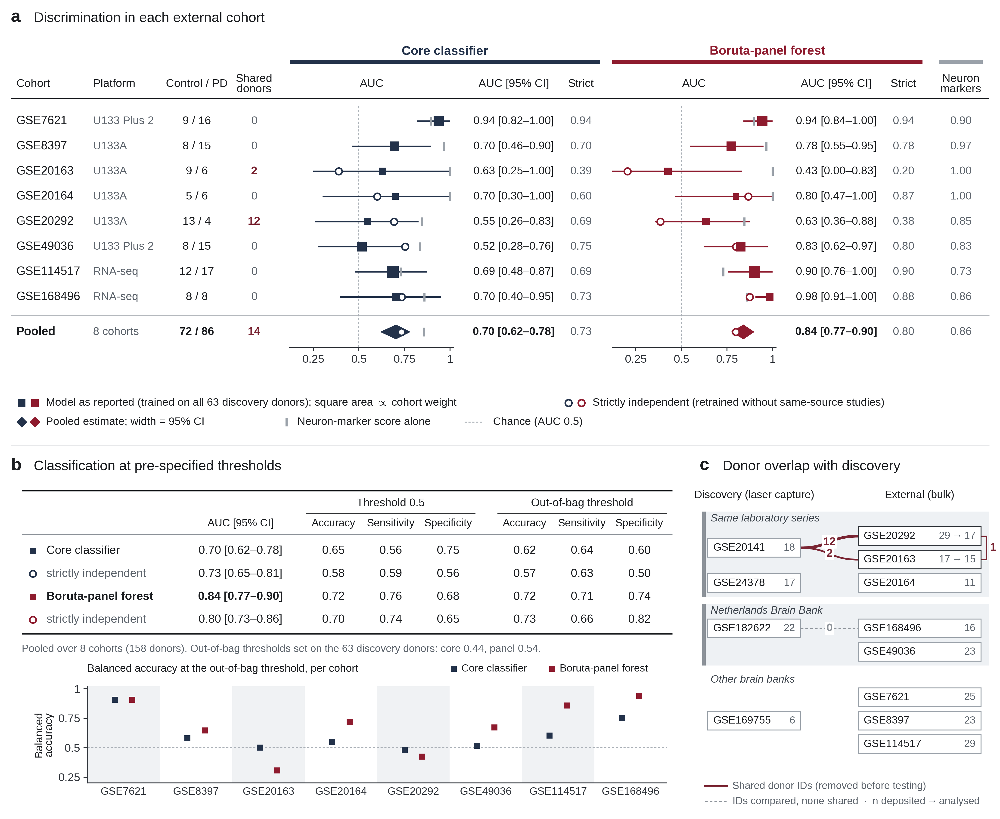 a Discrimination in each external cohort
Core classifier Boruta-panel forest
Cohort Platform Control / PD Shared donors AUC AUC [95% CI] Strict AUC AUC [95% CI] Strict Neuron markers
GSE7621 U133 Plus 2 9 / 16 0 0.94 [0.82–1.00] 0.94 0.94 [0.84–1.00] 0.94 0.90
GSE8397 U133A 8 / 15 0 0.70 [0.46–0.90] 0.70 0.78 [0.55–0.95] 0.78 0.97
GSE20163 U133A 9 / 6 2 0.63 [0.25–1.00] 0.39 0.43 [0.00–0.83] 0.20 1.00
GSE20164 U133A 5 / 6 0 0.70 [0.30–1.00] 0.60 0.80 [0.47–1.00] 0.87 1.00
GSE20292 U133A 13 / 4 12 0.55 [0.26–0.83] 0.69 0.63 [0.36–0.88] 0.38 0.85
GSE49036 U133 Plus 2 8 / 15 0 0.52 [0.28–0.76] 0.75 0.83 [0.62–0.97] 0.80 0.83
GSE114517 RNA-seq 12 / 17 0 0.69 [0.48–0.87] 0.69 0.90 [0.76–1.00] 0.90 0.73
GSE168496 RNA-seq 8 / 8 0 0.70 [0.40–0.95] 0.73 0.98 [0.91–1.00] 0.88 0.86
Pooled 8 cohorts 72 / 86 14 0.70 [0.62–0.78] 0.73 0.84 [0.77–0.90] 0.80 0.86
0.25 0.5 0.75 1 0.25 0.5 0.75 1
Model as reported (trained on all 63 discovery donors); square area ∝ cohort weight Strictly independent (retrained without same-source studies)
Pooled estimate; width = 95% CI Neuron-marker score alone Chance (AUC 0.5)
b Classification at pre-specified thresholds
Threshold 0.5 Out-of-bag threshold
AUC [95% CI] Accuracy Sensitivity Specificity Accuracy Sensitivity Specificity
Core classifier 0.70 [0.62–0.78] 0.65 0.56 0.75 0.62 0.64 0.60
strictly independent 0.73 [0.65–0.81] 0.58 0.59 0.56 0.57 0.63 0.50
Boruta-panel forest 0.84 [0.77–0.90] 0.72 0.76 0.68 0.72 0.71 0.74
strictly independent 0.80 [0.73–0.86] 0.70 0.74 0.65 0.73 0.66 0.82
Pooled over 8 cohorts (158 donors). Out-of-bag thresholds set on the 63 discovery donors: core 0.44, panel 0.54.
Balanced accuracy at the out-of-bag threshold, per cohort Core classifier Boruta-panel forest
Balanced accuracy
1
0.75
0.5
0.25
GSE7621 GSE8397 GSE20163 GSE20164 GSE20292 GSE49036 GSE114517 GSE168496
c Donor overlap with discovery
Discovery (laser capture) External (bulk)
Same laboratory series
GSE20292 29 → 17
GSE20141 18 12 1
2 GSE20163 17 → 15
GSE24378 17 GSE20164 11
Netherlands Brain Bank
GSE182622 22 0 GSE168496 16
GSE49036 23
Other brain banks
GSE7621 25
GSE169755 6 GSE8397 23
GSE114517 29
Shared donor IDs (removed before testing)
IDs compared, none shared · n deposited → analysed